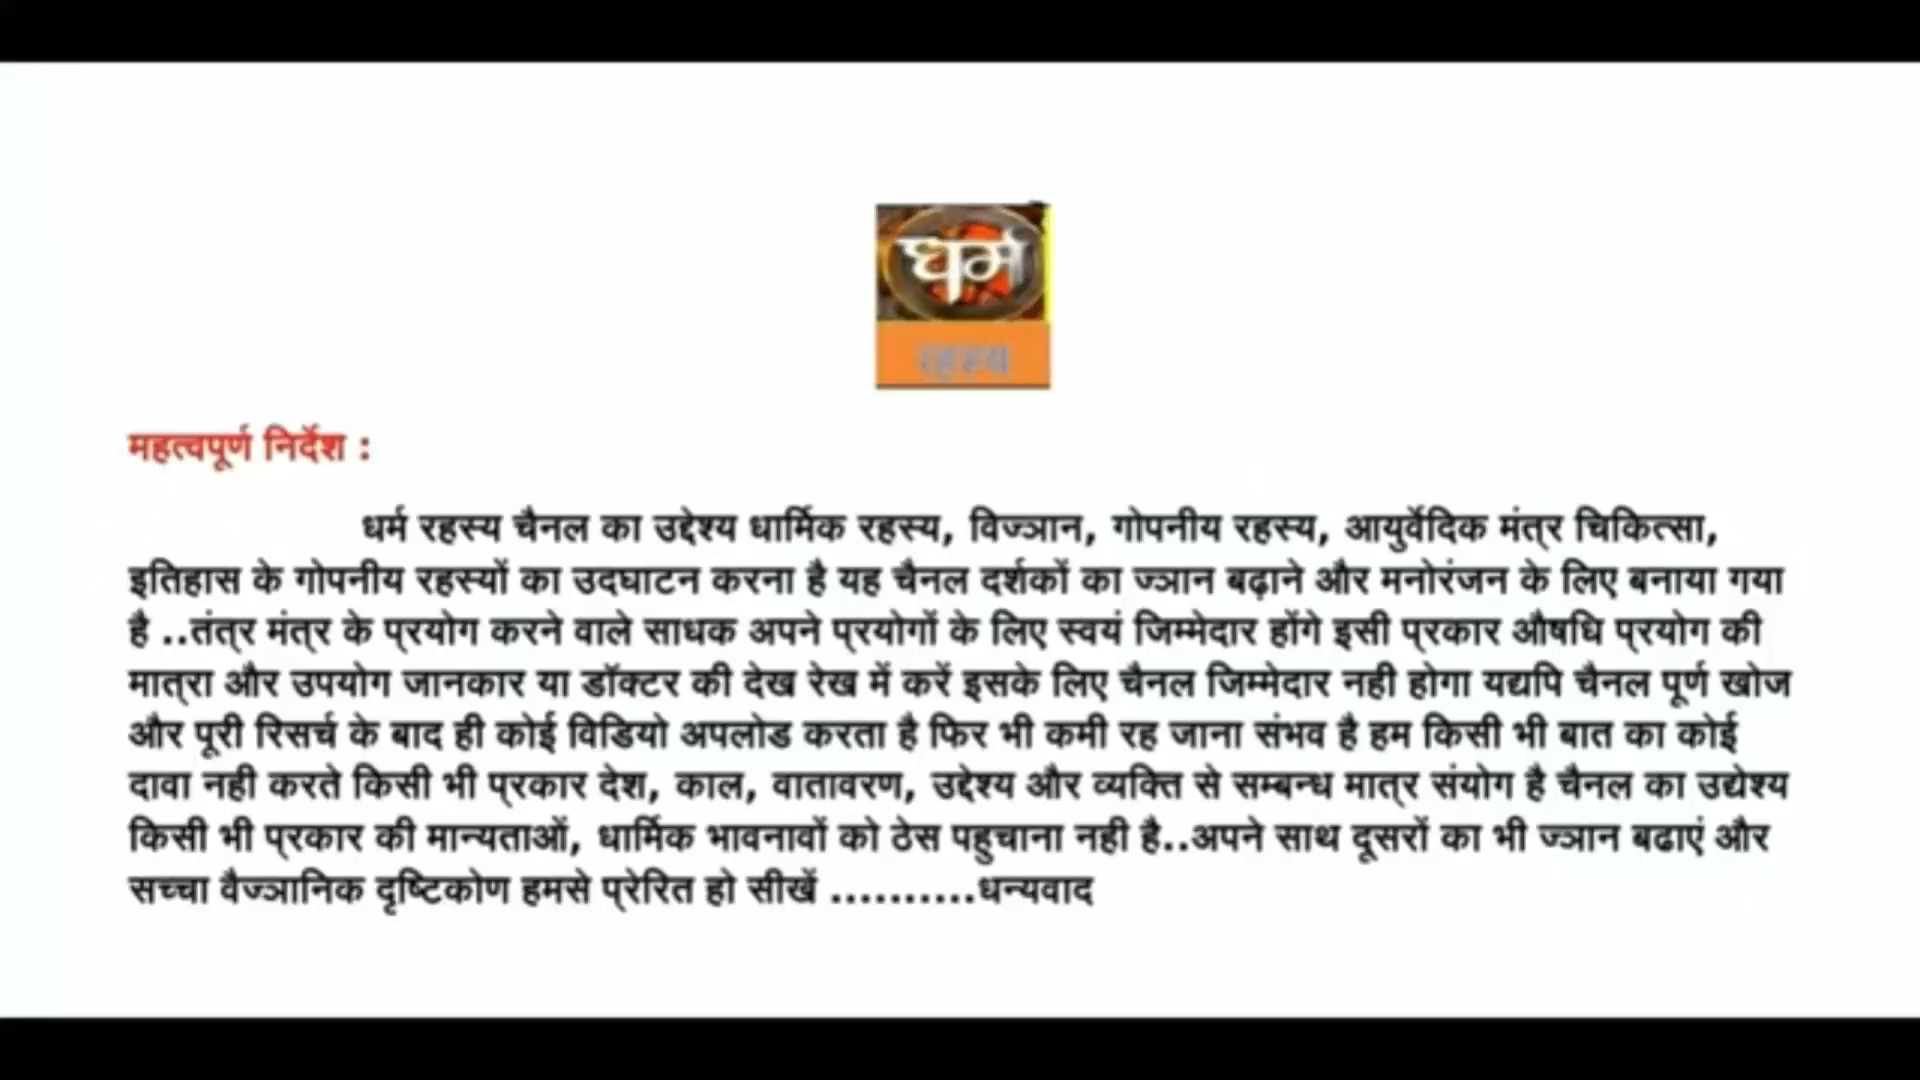 धर्म
रहस्य
महत्वपूर्ण निर्देश :
धर्म रहस्य चैनल का उद्देश्य धार्मिक रहस्य, विज्ञान, गोपनीय रहस्य, आयुर्वेदिक मंत्र चिकित्सा,
इतिहास के गोपनीय रहस्यों का उदघाटन करना है यह चैनल दर्शकों का ज्ञान बढ़ाने और मनोरंजन के लिए बनाया गया
है ..तंत्र मंत्र के प्रयोग करने वाले साधक अपने प्रयोगों के लिए स्वयं जिम्मेदार होंगे इसी प्रकार औषधि प्रयोग की
मात्रा और उपयोग जानकार या डॉक्टर की देख रेख में करें इसके लिए चैनल जिम्मेदार नही होगा यद्यपि चैनल पूर्ण खोज
और पूरी रिसर्च के बाद ही कोई विडियो अपलोड करता है फिर भी कमी रह जाना संभव है हम किसी भी बात का कोई
दावा नही करते किसी भी प्रकार देश, काल, वातावरण, उद्देश्य और व्यक्ति से सम्बन्ध मात्र संयोग है चैनल का उद्येश्य
किसी भी प्रकार की मान्यताओं, धार्मिक भावनावों को ठेस पहुचाना नही है..अपने साथ दूसरों का भी ज्ञान बढाएं और
सच्चा वैज्ञानिक दृष्टिकोण हमसे प्रेरित हो सीखें ..........धन्यवाद